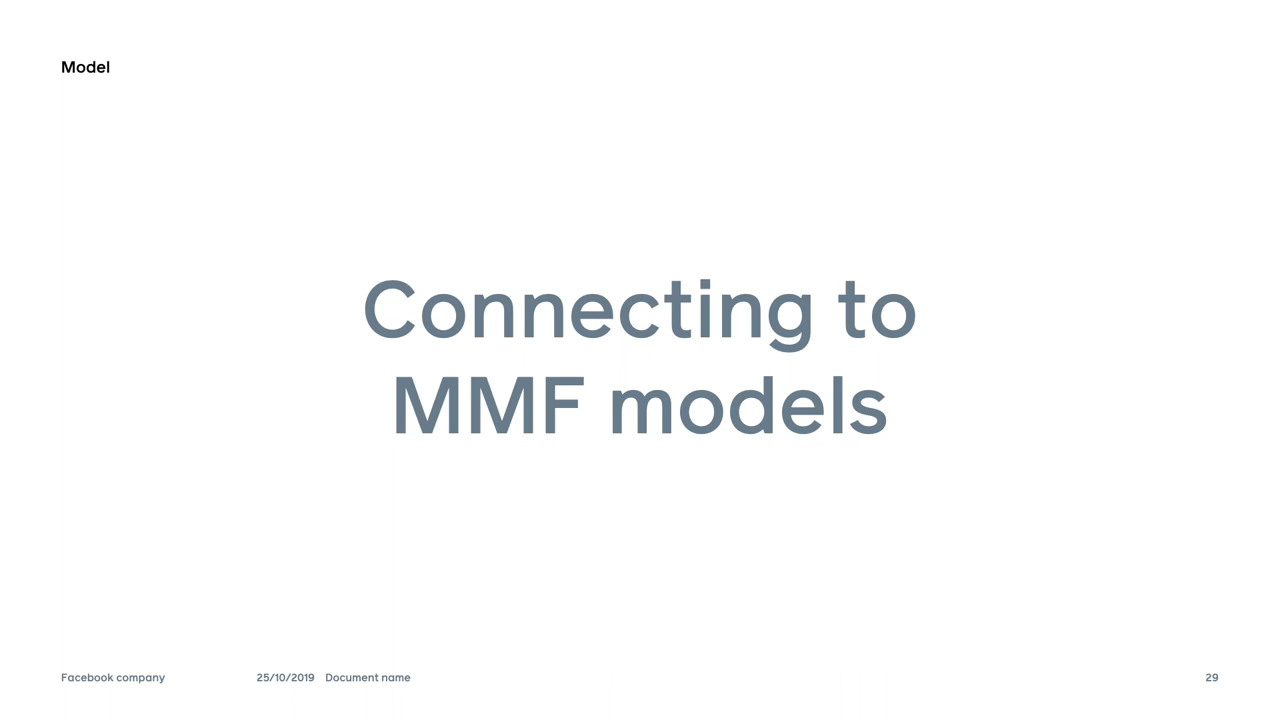 Model
Connecting to
MMF models
Facebook company 25/10/2019 Document name 29